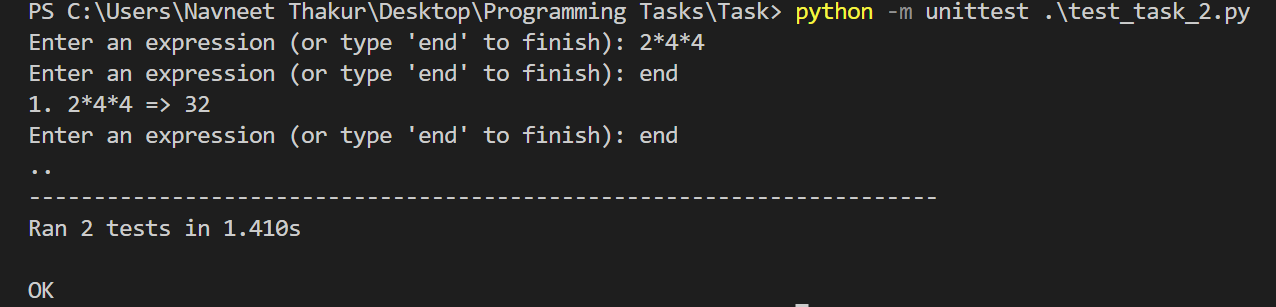 PS C:\Users\Navneet Thakur\Desktop\Programming Tasks\Task> python -m unittest .\test_task_2.py
Enter an expression (or type 'end' to finish): 2*4*4
Enter an expression (or type 'end' to finish): end
1. 2*4*4 => 32
Enter an expression (or type 'end' to finish): end
..
----------------------------------------------------------------------
Ran 2 tests in 1.410s
OK